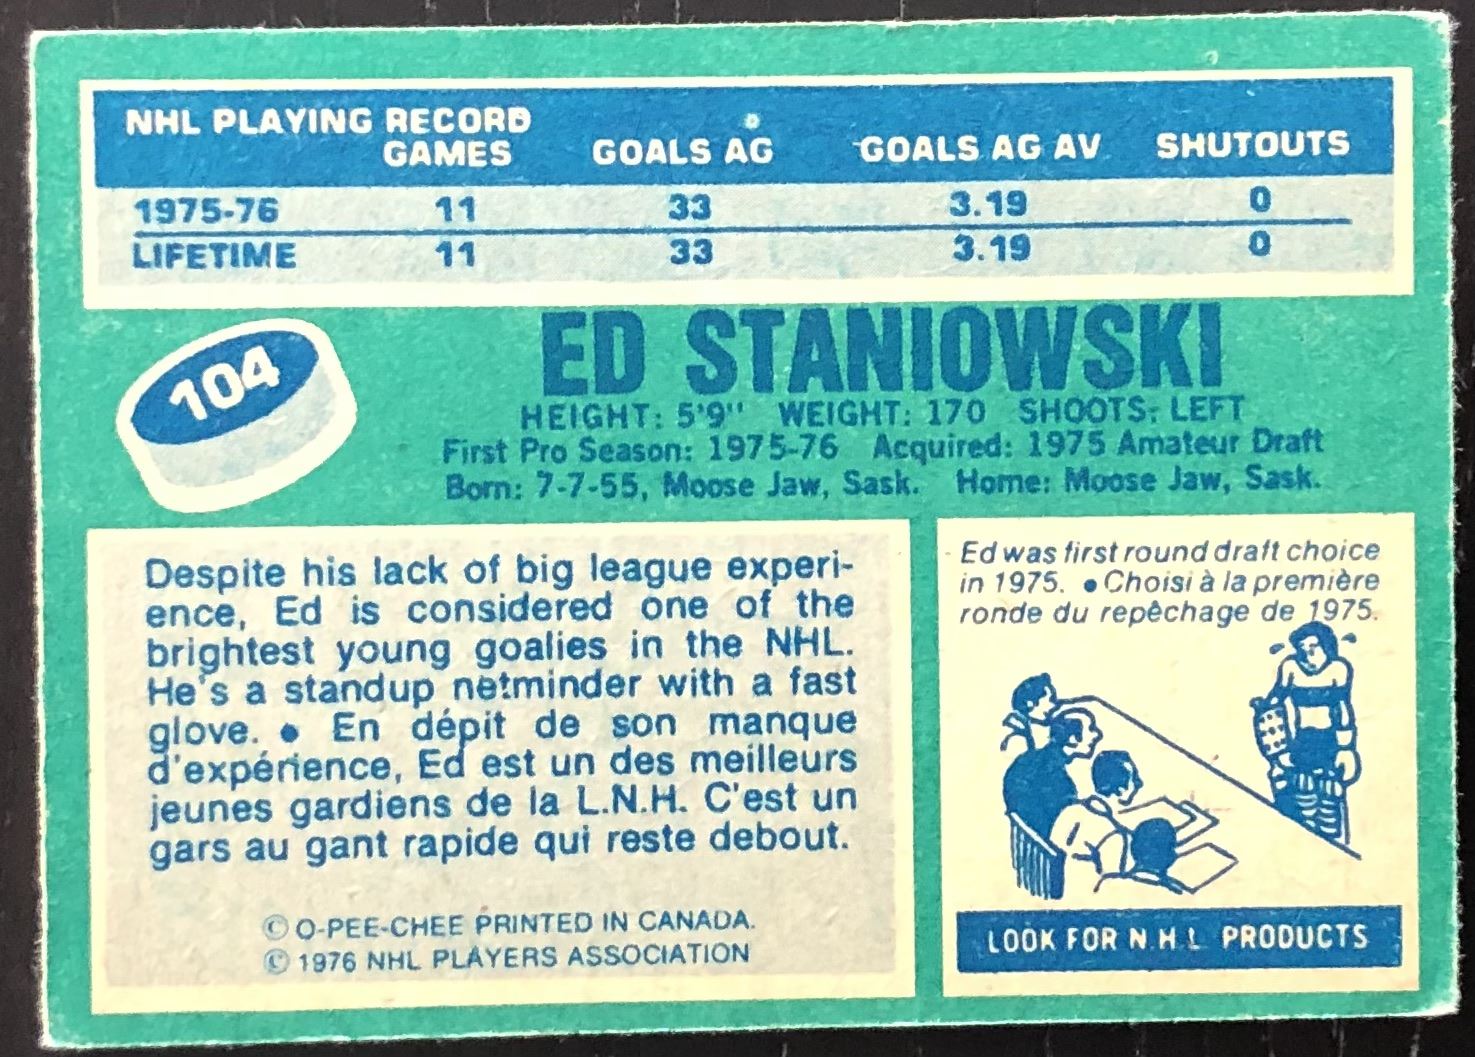 NHL PLAYING RECORD
GAMES GOALS AG GOALS AG AV SHUTOUTS
1975-76 11 33 3.19 0
LIFETIME 11 33 3.19 0
104
ED STANIOWSKI
HEIGHT: 5'9" WEIGHT: 170 SHOOTS: LEFT
First Pro Season: 1975-76 Acquired: 1975 Amateur Draft
Born: 7-7-55, Moose Jaw, Sask. Home: Moose Jaw, Sask.
Despite his lack of big league experi-
ence, Ed is considered one of the
brightest young goalies in the NHL.
He's a standup netminder with a fast
glove. • En dépit de son manque
d'expérience, Ed est un des meilleurs
jeunes gardiens de la L.N.H. C'est un
gars au gant rapide qui reste debout.
© O-PEE-CHEE PRINTED IN CANADA.
© 1976 NHL PLAYERS ASSOCIATION
Ed was first round draft choice
in 1975. • Choisi à la première
ronde du repêchage de 1975.
LOOK FOR N.H.L. PRODUCTS